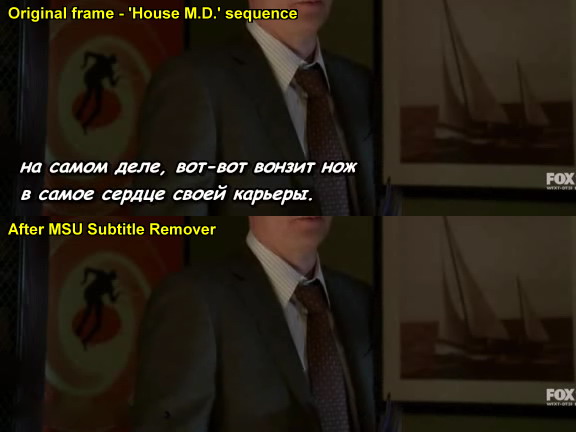 Original frame - 'House M.D.' sequence
на самом деле, вот-вот вонзит нож
в самое сердце своей карьеры.
FOX
After MSU Subtitle Remover
FOX